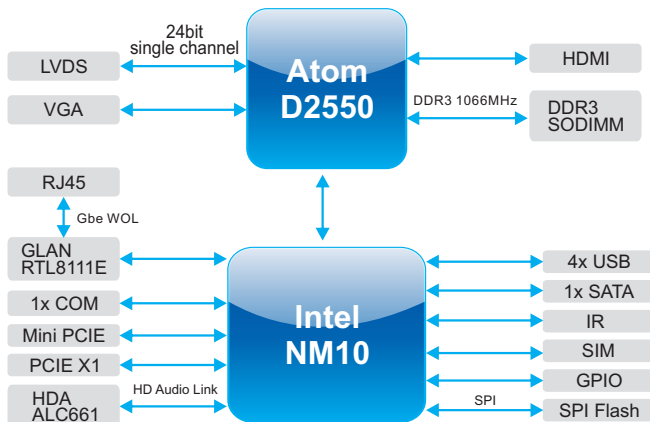 24bit
single channel
LVDS
VGA
Atom
D2550
HDMI
DDR3 1066MHz
DDR3
SODIMM
RJ45
Gbe WOL
GLAN
RTL8111E
1x COM
Mini PCIE
PCIE X1
HDA
ALC661
HD Audio Link
Intel
NM10
4x USB
1x SATA
IR
SIM
GPIO
SPI
SPI Flash